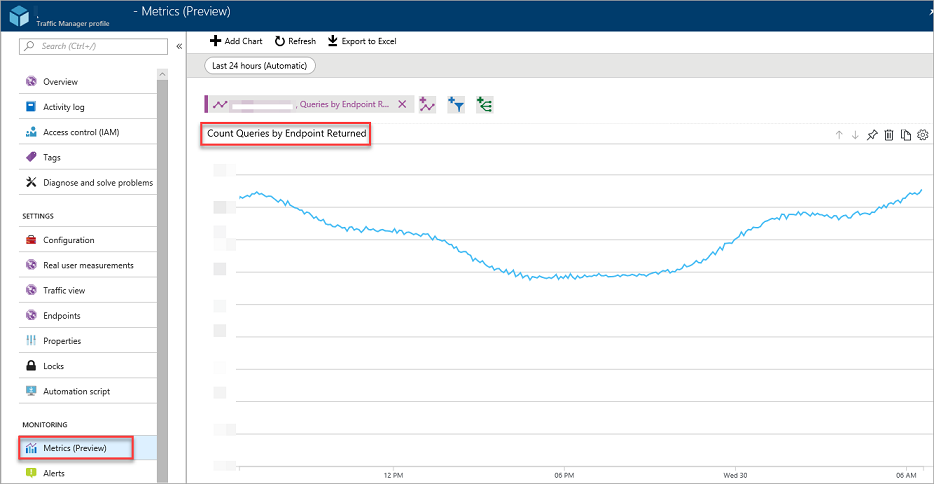 - Metrics (Preview)
Traffic Manager profile
Search (Ctrl+/)
«
Overview
Activity log
Access control (IAM)
Tags
Diagnose and solve problems
SETTINGS
Configuration
Real user measurements
Traffic view
Endpoints
Properties
Locks
Automation script
MONITORING
Metrics (Preview)
Alerts
Add Chart
Refresh
Export to Excel
Last 24 hours (Automatic)
, Queries by Endpoint R...
Count Queries by Endpoint Returned
12 PM
06 PM
Wed 30
06 AM